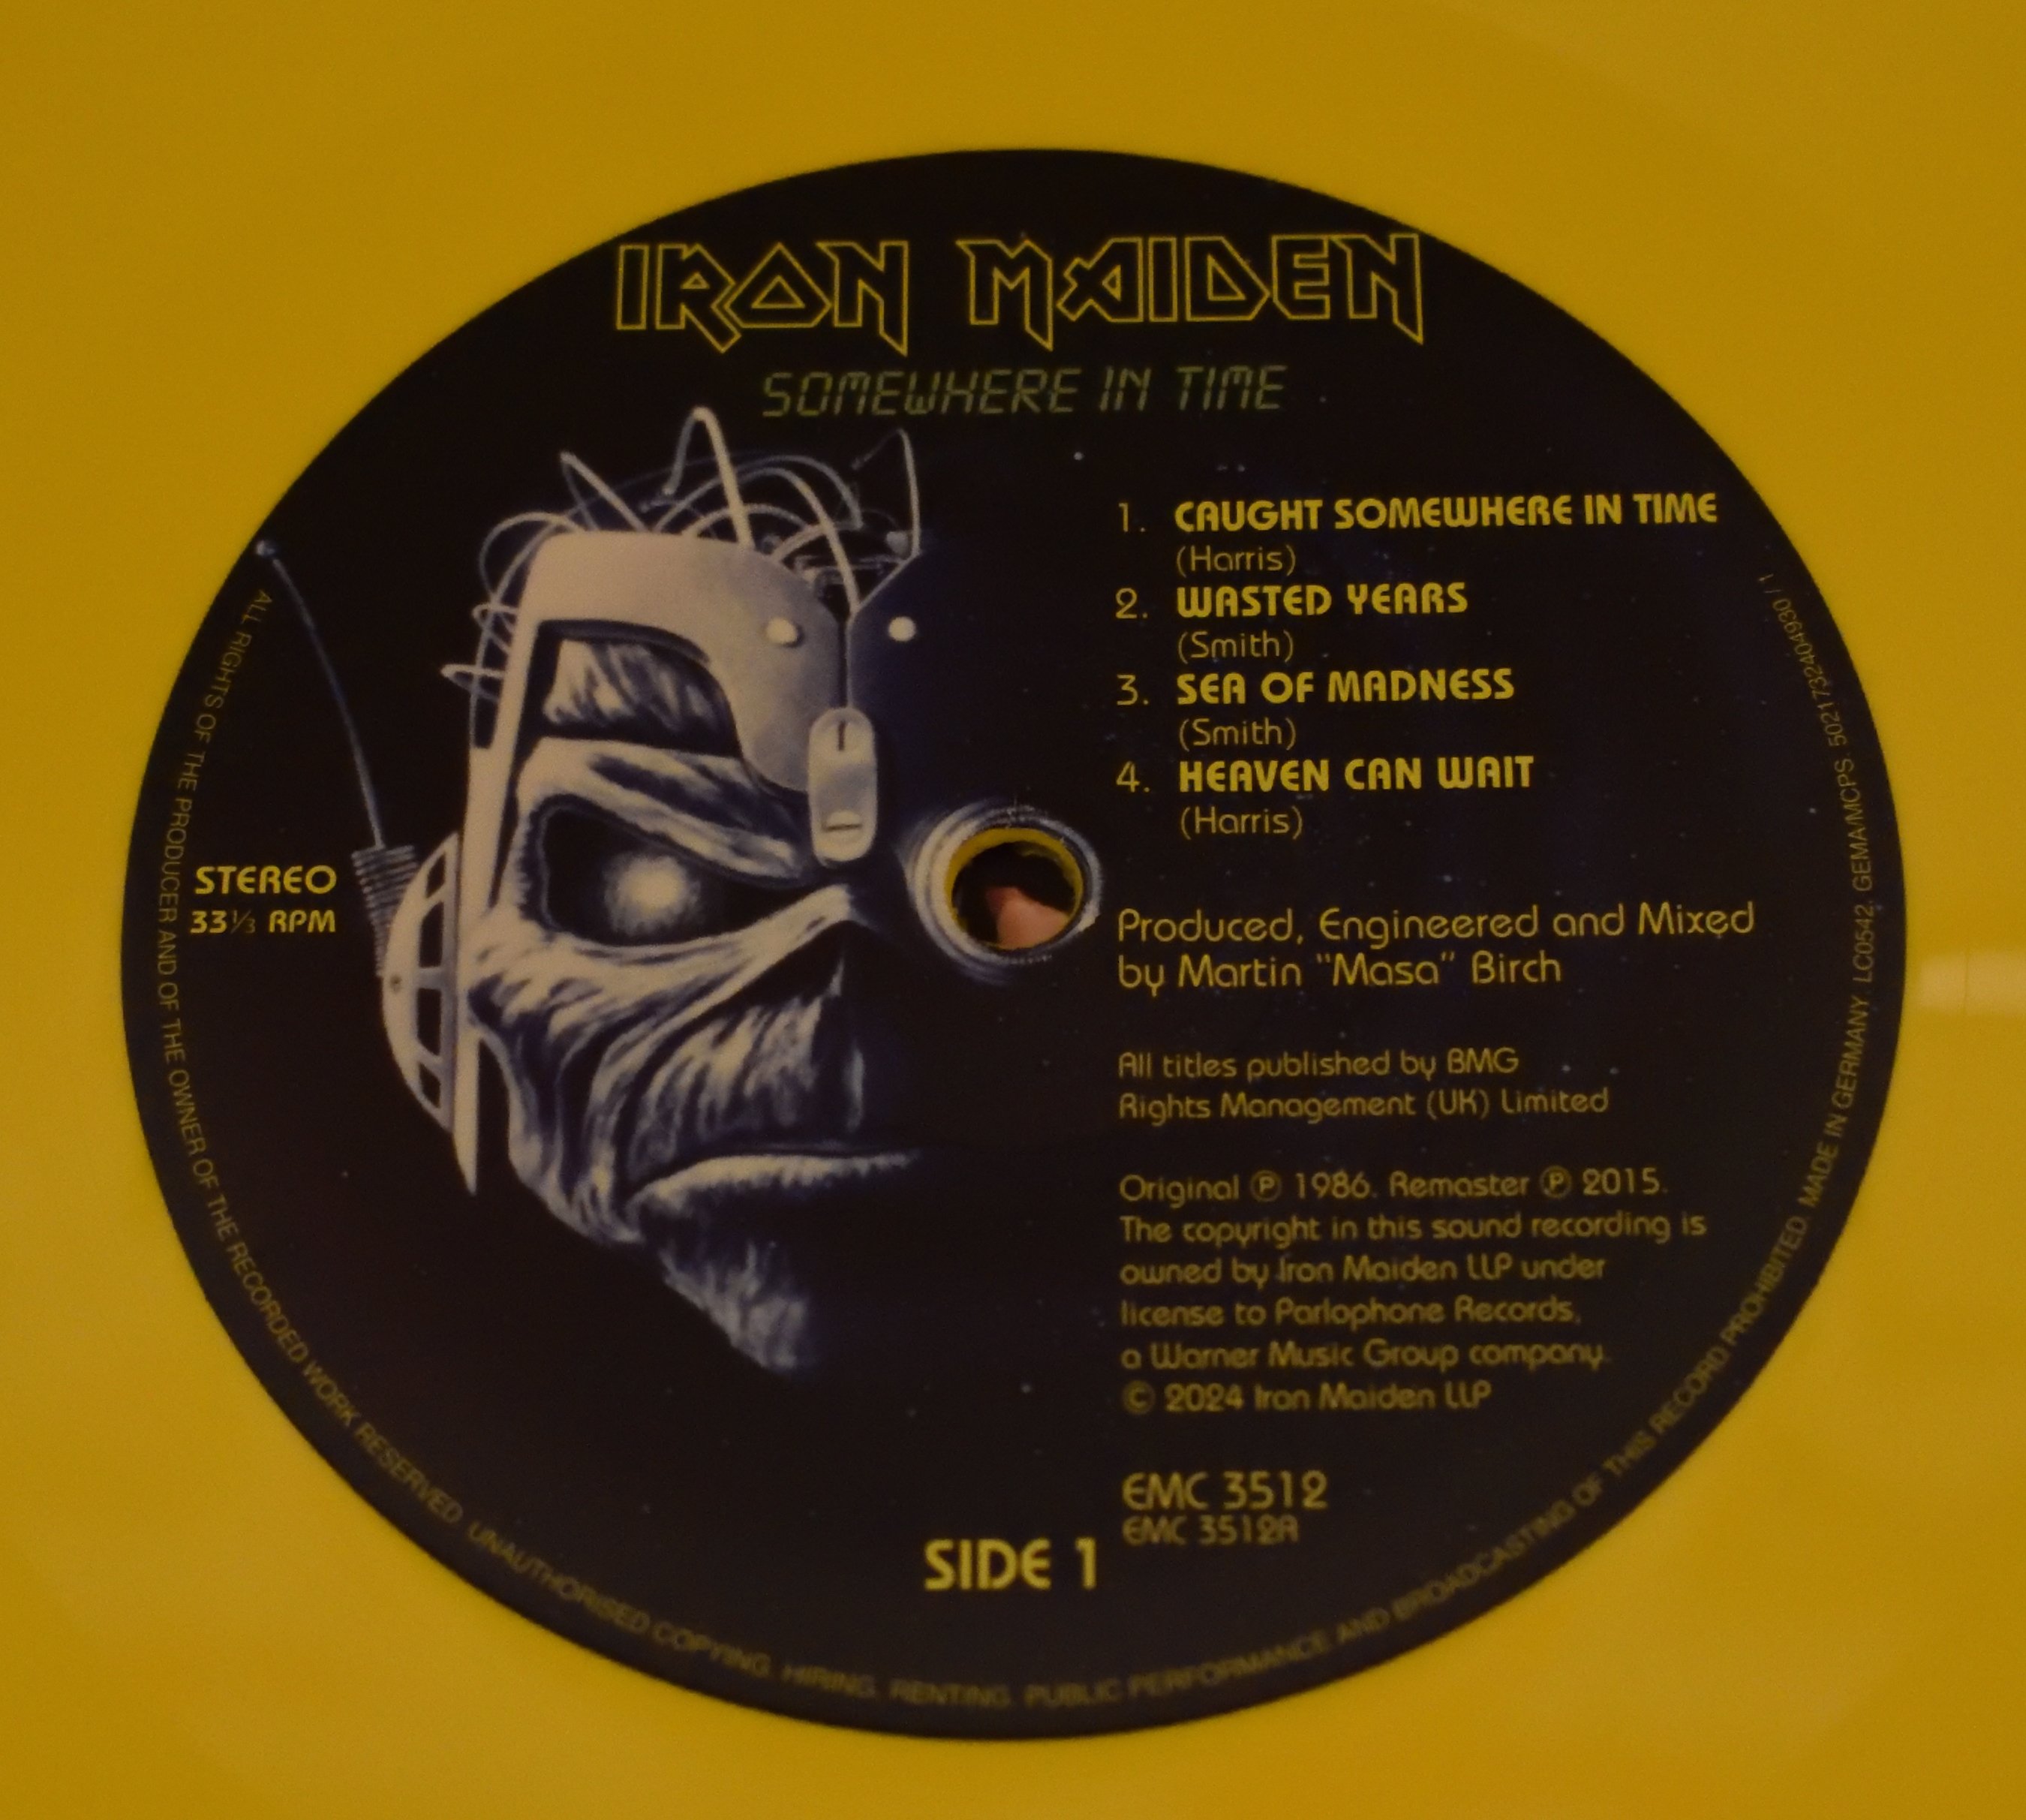 IRON MAIDEN
SOMEWHERE IN TIME
1. CAUGHT SOMEWHERE IN TIME
(Harris)
2. WASTED YEARS
(Smith)
3. SEA OF MADNESS
(Smith)
4. HEAVEN CAN WAIT
(Harris)
STEREO
33⅓ RPM
Produced, Engineered and Mixed
by Martin "Masa" Birch
All titles published by BMG
Rights Management (UK) Limited
Original ℗ 1986. Remaster ℗ 2015.
The copyright in this sound recording is
owned by Iron Maiden LLP under
license to Parlophone Records,
a Warner Music Group company.
© 2024 Iron Maiden LLP
EMC 3512
EMC 3512A
SIDE 1
ALL RIGHTS OF THE PRODUCER AND OF THE OWNER OF THE RECORDED WORK RESERVED. UNAUTHORISED COPYING. HIRING. RENTING. PUBLIC PERFORMANCE AND BROADCASTING OF THIS RECORD PROHIBITED. MADE IN GERMANY. LC0542. GEMA/MCPS. 5021732404930 / 1